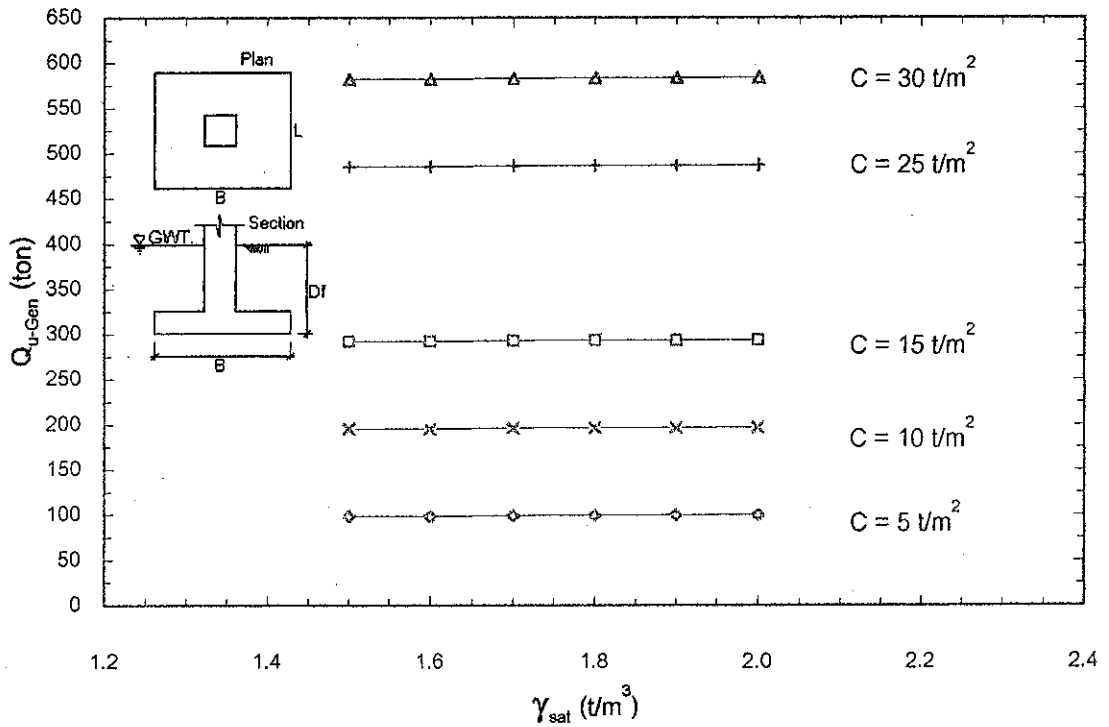 650
600
550
500
450
400
350
300
250
200
150
100
50
0
Q_u-Gen (ton)
Plan
L
B
Section
GWT.
Df
B
C = 30 t/m²
C = 25 t/m²
C = 15 t/m²
C = 10 t/m²
C = 5 t/m²
1.2 1.4 1.6 1.8 2.0 2.2 2.4
γ_sat (t/m³)